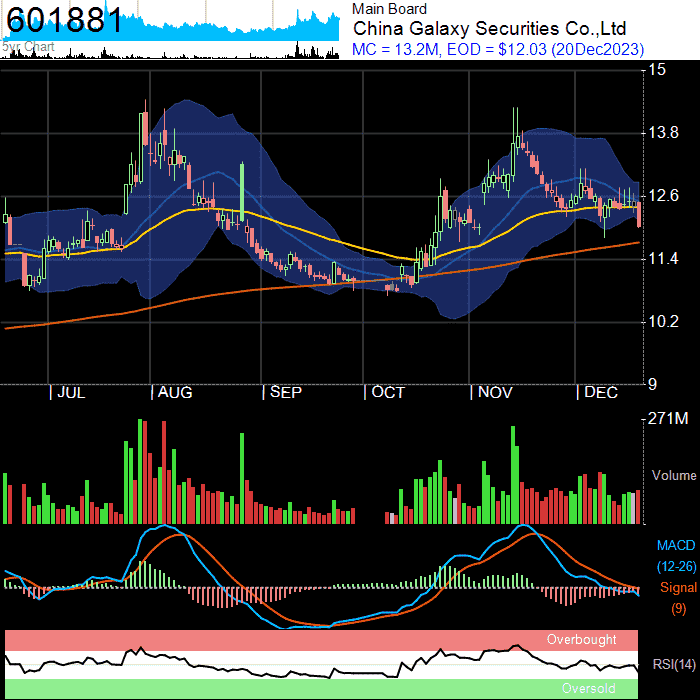 601881
5yr Chart
Main Board
China Galaxy Securities Co.,Ltd
MC = 13.2M, EOD = $12.03 (20Dec2023)
15
13.8
12.6
11.4
10.2
9
JUL AUG SEP OCT NOV DEC
271M
Volume
MACD
(12-26)
Signal
(9)
Overbought
RSI(14)
Oversold